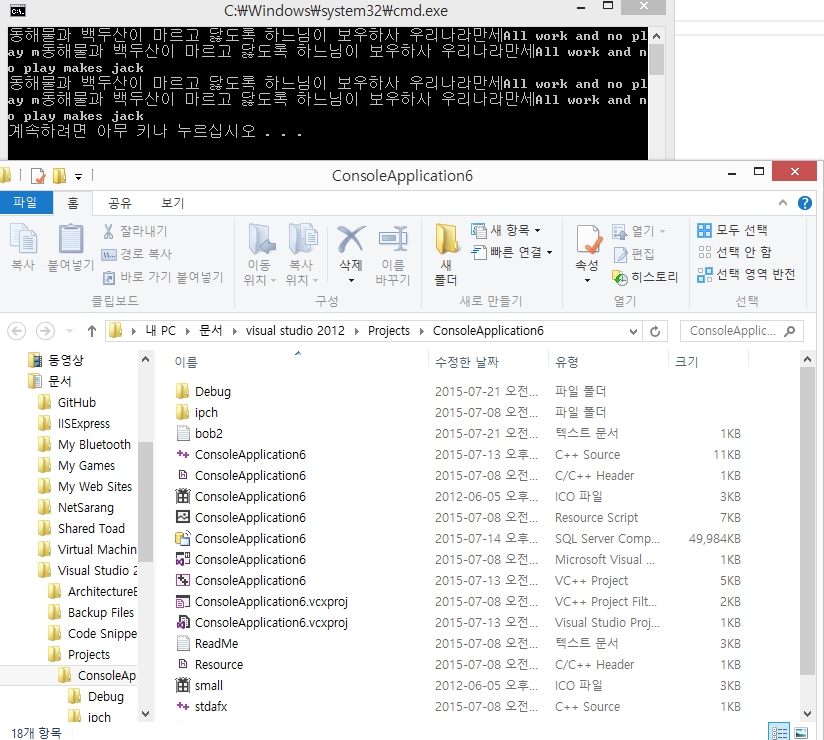 C:\Windows\system32\cmd.exe
동해물과 백두산이 마르고 닳도록 하느님이 보우하사 우리나라만세All work and no pl
ay m동해물과 백두산이 마르고 닳도록 하느님이 보우하사 우리나라만세All work and n
o play makes jack
동해물과 백두산이 마르고 닳도록 하느님이 보우하사 우리나라만세All work and no pl
ay m동해물과 백두산이 마르고 닳도록 하느님이 보우하사 우리나라만세All work and n
o play makes jack
계속하려면 아무 키나 누르십시오 . . .
ConsoleApplication6
파일 홈 공유 보기
복사 붙여넣기 잘라내기 경로 복사 바로 가기 붙여넣기
이동 위치 복사 위치 삭제 이름 바꾸기
새 폴더 새 항목 빠른 연결
속성 열기 편집 히스토리
모두 선택 선택 안 함 선택 영역 반전
클립보드 구성 새로 만들기 열기 선택
내 PC 문서 visual studio 2012 Projects ConsoleApplication6 ConsoleApplic...
이름 수정한 날짜 유형 크기
동영상
문서
GitHub
IISExpress
My Bluetooth
My Games
My Web Sites
NetSarang
Shared Toad
Virtual Machin
Visual Studio 2
Architecture
Backup Files
Code Snippe
Projects
ConsoleAp
Debug
ipch
Debug 2015-07-21 오전... 파일 폴더
ipch 2015-07-08 오전... 파일 폴더
bob2 2015-07-21 오전... 텍스트 문서 1KB
ConsoleApplication6 2015-07-13 오후... C++ Source 11KB
ConsoleApplication6 2015-07-08 오전... C/C++ Header 1KB
ConsoleApplication6 2012-06-05 오후... ICO 파일 3KB
ConsoleApplication6 2015-07-08 오전... Resource Script 7KB
ConsoleApplication6 2015-07-14 오후... SQL Server Comp... 49,984KB
ConsoleApplication6 2015-07-08 오전... Microsoft Visual ... 1KB
ConsoleApplication6 2015-07-13 오전... VC++ Project 5KB
ConsoleApplication6.vcxproj 2015-07-08 오전... VC++ Project Filt... 2KB
ConsoleApplication6.vcxproj 2015-07-13 오전... Visual Studio Proj... 1KB
ReadMe 2015-07-08 오전... 텍스트 문서 3KB
Resource 2015-07-08 오전... C/C++ Header 1KB
small 2012-06-05 오후... ICO 파일 3KB
stdafx 2015-07-08 오전... C++ Source 1KB
18개 항목